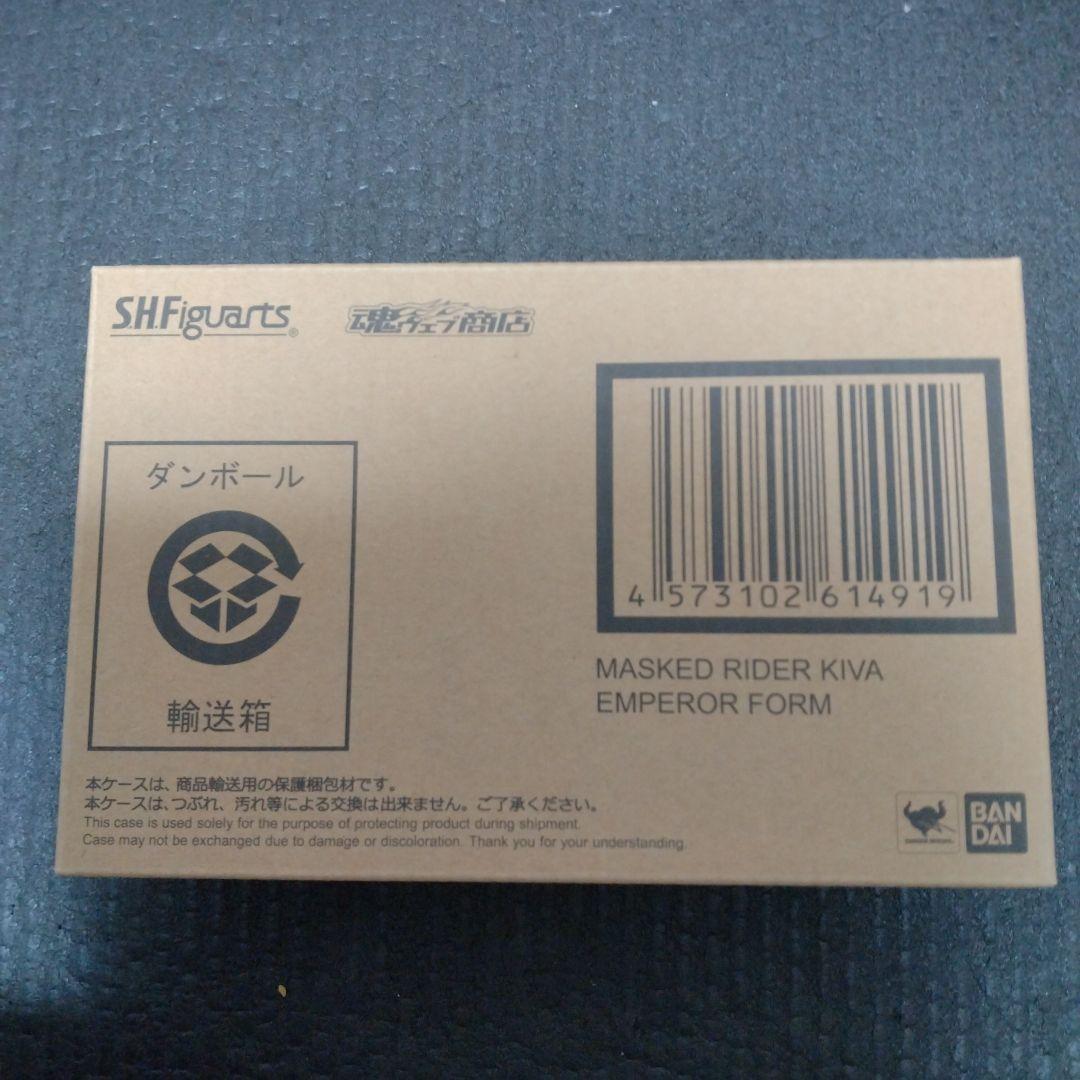 S.H.Figuarts®
魂ウェブ商店
ダンボール
輸送箱
4 573102 614919
MASKED RIDER KIVA
EMPEROR FORM
本ケースは、商品輸送用の保護梱包材です。
本ケースは、つぶれ、汚れ等による交換は出来ません。ご了承ください。
This case is used solely for the purpose of protecting product during shipment.
Case may not be exchanged due to damage or discoloration. Thank you for your understanding.
BAN
DAI